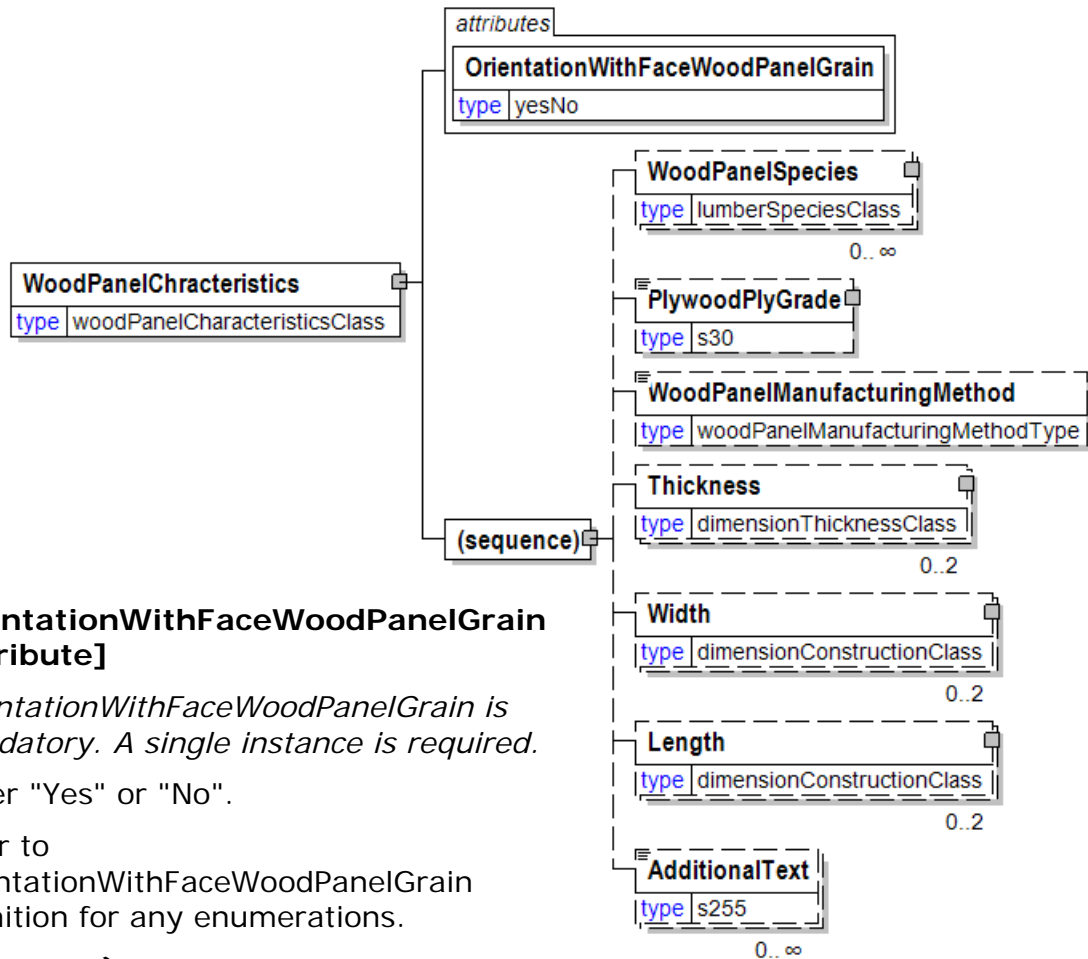 attributes
OrientationWithFaceWoodPanelGrain
type yesNo
WoodPanelSpecies
type lumberSpeciesClass
0.. ∞
WoodPanelChracteristics
type woodPanelCharacteristicsClass
PlywoodPlyGrade
type s30
WoodPanelManufacturingMethod
type woodPanelManufacturingMethodType
Thickness
type dimensionThicknessClass
0..2
(sequence)
Width
type dimensionConstructionClass
0..2
Length
type dimensionConstructionClass
0..2
AdditionalText
type s255
0.. ∞
ntationWithFaceWoodPanelGrain
ribute]
ntationWithFaceWoodPanelGrain is
datory. A single instance is required.
er "Yes" or "No".
r to
ntationWithFaceWoodPanelGrain
nition for any enumerations.